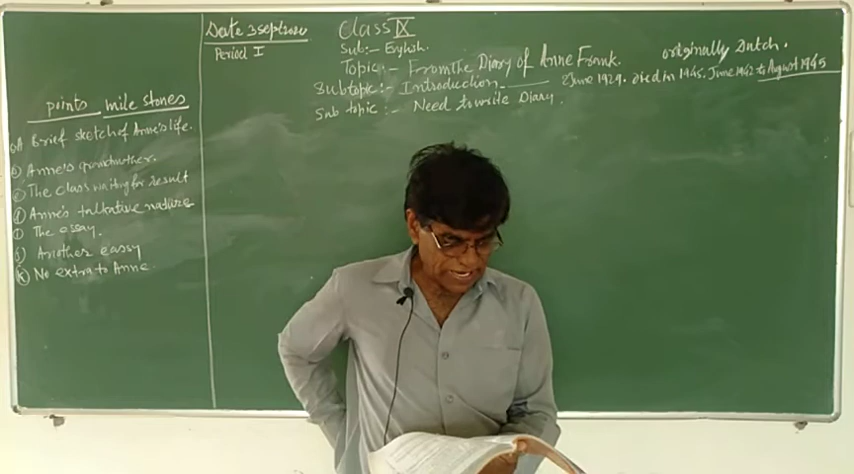 Date 3 Sept
Period I
Class IX
Sub:- English.
Topic:- From the Diary of Anne Frank. originally Dutch.
Subtopic:- Introduction. June 1929. Died in 1945. June 1942 to August 1945
Sub topic:- Need to write Diary.
points mile stones
A Brief sketch of Anne's life.
Anne's grandmother.
The Class waiting for result
Anne's talkative nature
The essay.
Another eassy
No extra to Anne.